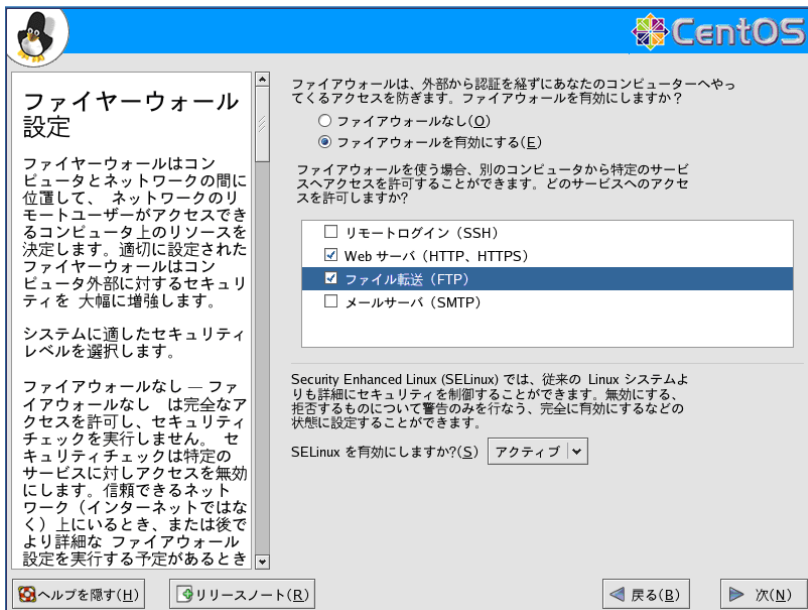 CentOS
ファイヤーウォール
設定
ファイヤーウォールはコン
ピュータとネットワークの間に
位置して、 ネットワークのリ
モートユーザーがアクセスでき
るコンピュータ上のリソースを
決定します。適切に設定された
ファイヤーウォールはコン
ピュータ外部に対するセキュリ
ティを 大幅に増強します。
システムに適したセキュリティ
レベルを選択します。
ファイアウォールなし — ファ
イアウォールなし は完全なア
クセスを許可し、セキュリティ
チェックを実行しません。 セ
キュリティチェックは特定の
サービスに対しアクセスを無効
にします。信頼できるネット
ワーク（インターネットではな
く）上にいるとき、または後で
より詳細な ファイアウォール
設定を実行する予定があるとき
ファイアウォールは、外部から認証を経ずにあなたのコンピューターへやっ
てくるアクセスを防ぎます。ファイアウォールを有効にしますか？
ファイアウォールなし(O)
ファイアウォールを有効にする(E)
ファイアウォールを使う場合、別のコンピュータから特定のサービ
スへアクセスを許可することができます。どのサービスへのアクセ
スを許可しますか?
リモートログイン（SSH）
Web サーバ（HTTP、HTTPS）
ファイル転送（FTP）
メールサーバ（SMTP）
Security Enhanced Linux (SELinux) では、従来の Linux システムよ
りも詳細にセキュリティを制御することができます。無効にする、
拒否するものについて警告のみを行なう、完全に有効にするなどの
状態に設定することができます。
SELinux を有効にしますか?(S) アクティブ
ヘルプを隠す(H) リリースノート(R) 戻る(B) 次(N)